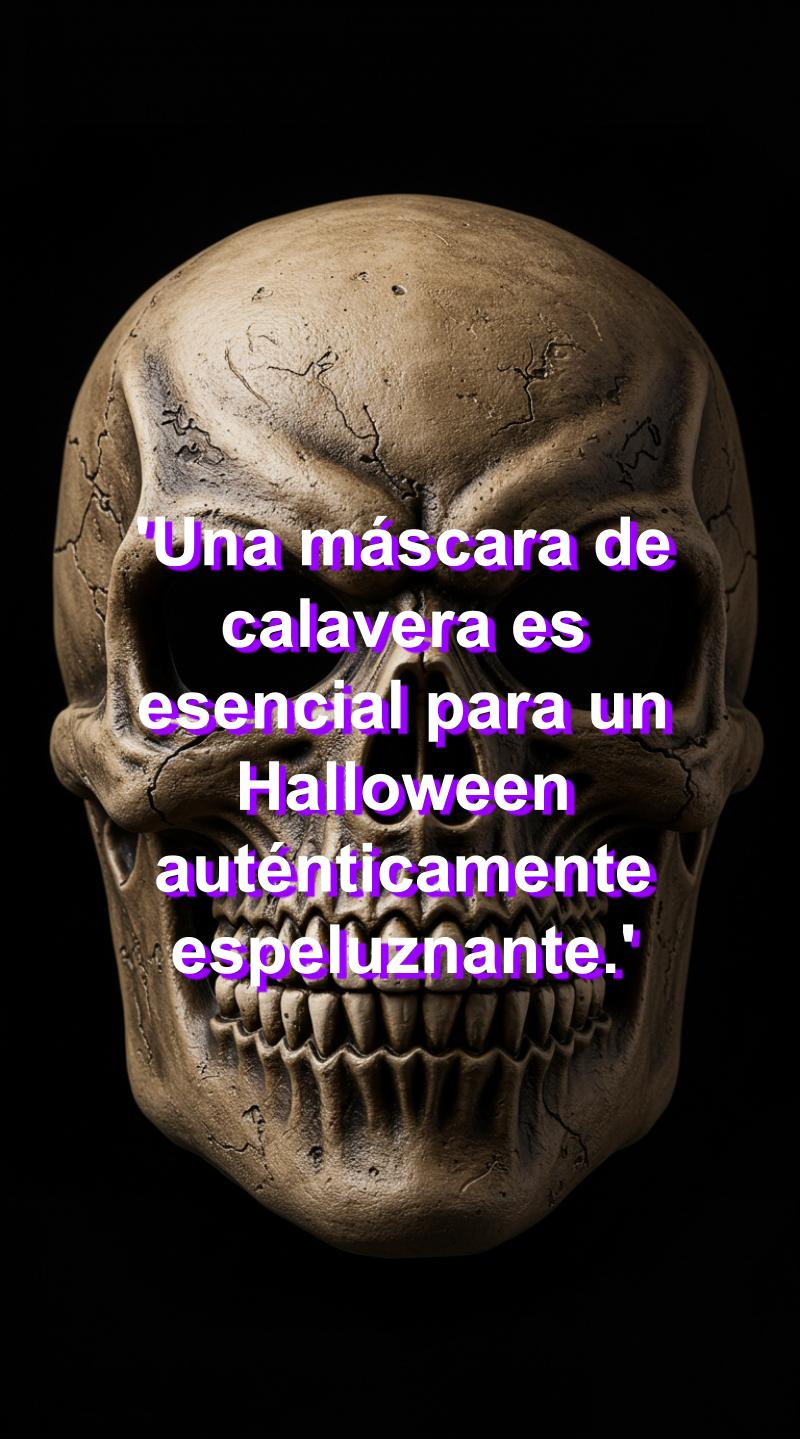 'Una máscara de
calavera es
esencial para un
Halloween
auténticamente
espeluznante.'